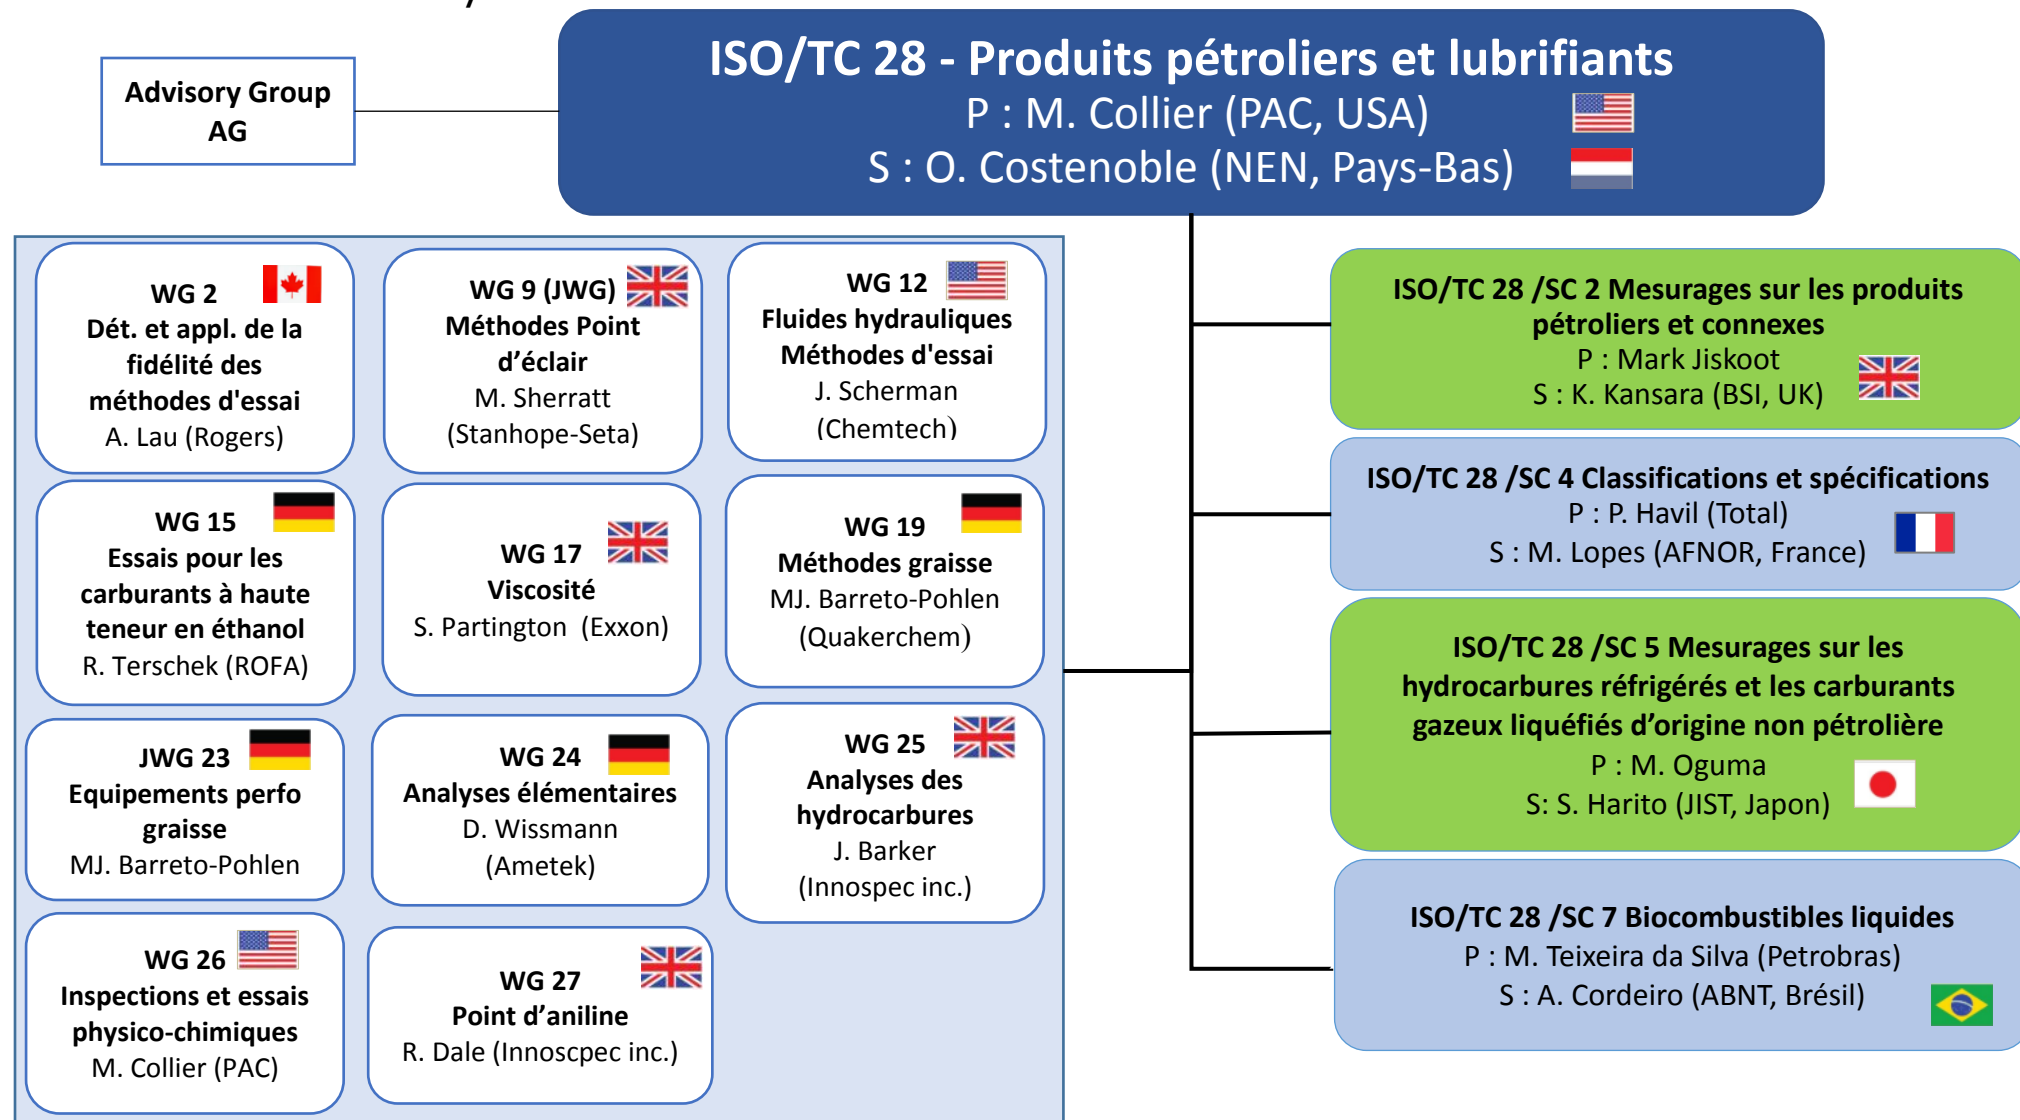 ISO/TC 28 - Produits pétroliers et lubrifiants
P : M. Collier (PAC, USA)
S : O. Costenoble (NEN, Pays-Bas)
Advisory Group
AG
WG 2
Dét. et appl. de la
fidélité des
méthodes d'essai
A. Lau (Rogers)
WG 9 (JWG)
Méthodes Point
d’éclair
M. Sherratt
(Stanhope-Seta)
WG 12
Fluides hydrauliques
Méthodes d'essai
J. Scherman
(Chemtech)
WG 15
Essais pour les
carburants à haute
teneur en éthanol
R. Terschek (ROFA)
WG 17
Viscosité
S. Partington (Exxon)
WG 19
Méthodes graisse
MJ. Barreto-Pohlen
(Quakerchem)
JWG 23
Equipements perfo
graisse
MJ. Barreto-Pohlen
WG 24
Analyses élémentaires
D. Wissmann
(Ametek)
WG 25
Analyses des
hydrocarbures
J. Barker
(Innospec inc.)
WG 26
Inspections et essais
physico-chimiques
M. Collier (PAC)
WG 27
Point d’aniline
R. Dale (Innoscpec inc.)
ISO/TC 28 /SC 2 Mesurages sur les produits
pétroliers et connexes
P : Mark Jiskoot
S : K. Kansara (BSI, UK)
ISO/TC 28 /SC 4 Classifications et spécifications
P : P. Havil (Total)
S : M. Lopes (AFNOR, France)
ISO/TC 28 /SC 5 Mesurages sur les
hydrocarbures réfrigérés et les carburants
gazeux liquéfiés d’origine non pétrolière
P : M. Oguma
S: S. Harito (JIST, Japon)
ISO/TC 28 /SC 7 Biocombustibles liquides
P : M. Teixeira da Silva (Petrobras)
S : A. Cordeiro (ABNT, Brésil)